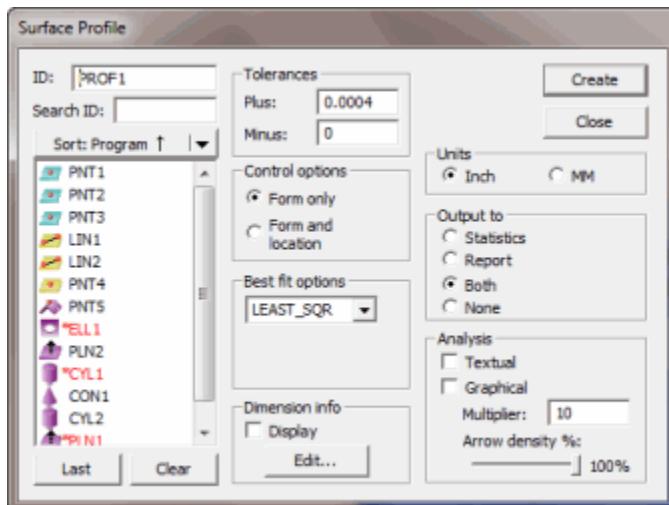 Surface Profile
ID: PROF1
Search ID:
Sort: Program ↑
PNT1
PNT2
PNT3
LIN1
LIN2
PNT4
PNT5
*ELL1
PLN2
*CYL1
CON1
CYL2
*PLN1
Last
Clear
Tolerances
Plus: 0.0004
Minus: 0
Control options
Form only
Form and
location
Best fit options
LEAST_SQR
Dimension info
Display
Edit...
Create
Close
Units
Inch
MM
Output to
Statistics
Report
Both
None
Analysis
Textual
Graphical
Multiplier: 10
Arrow density %:
100%